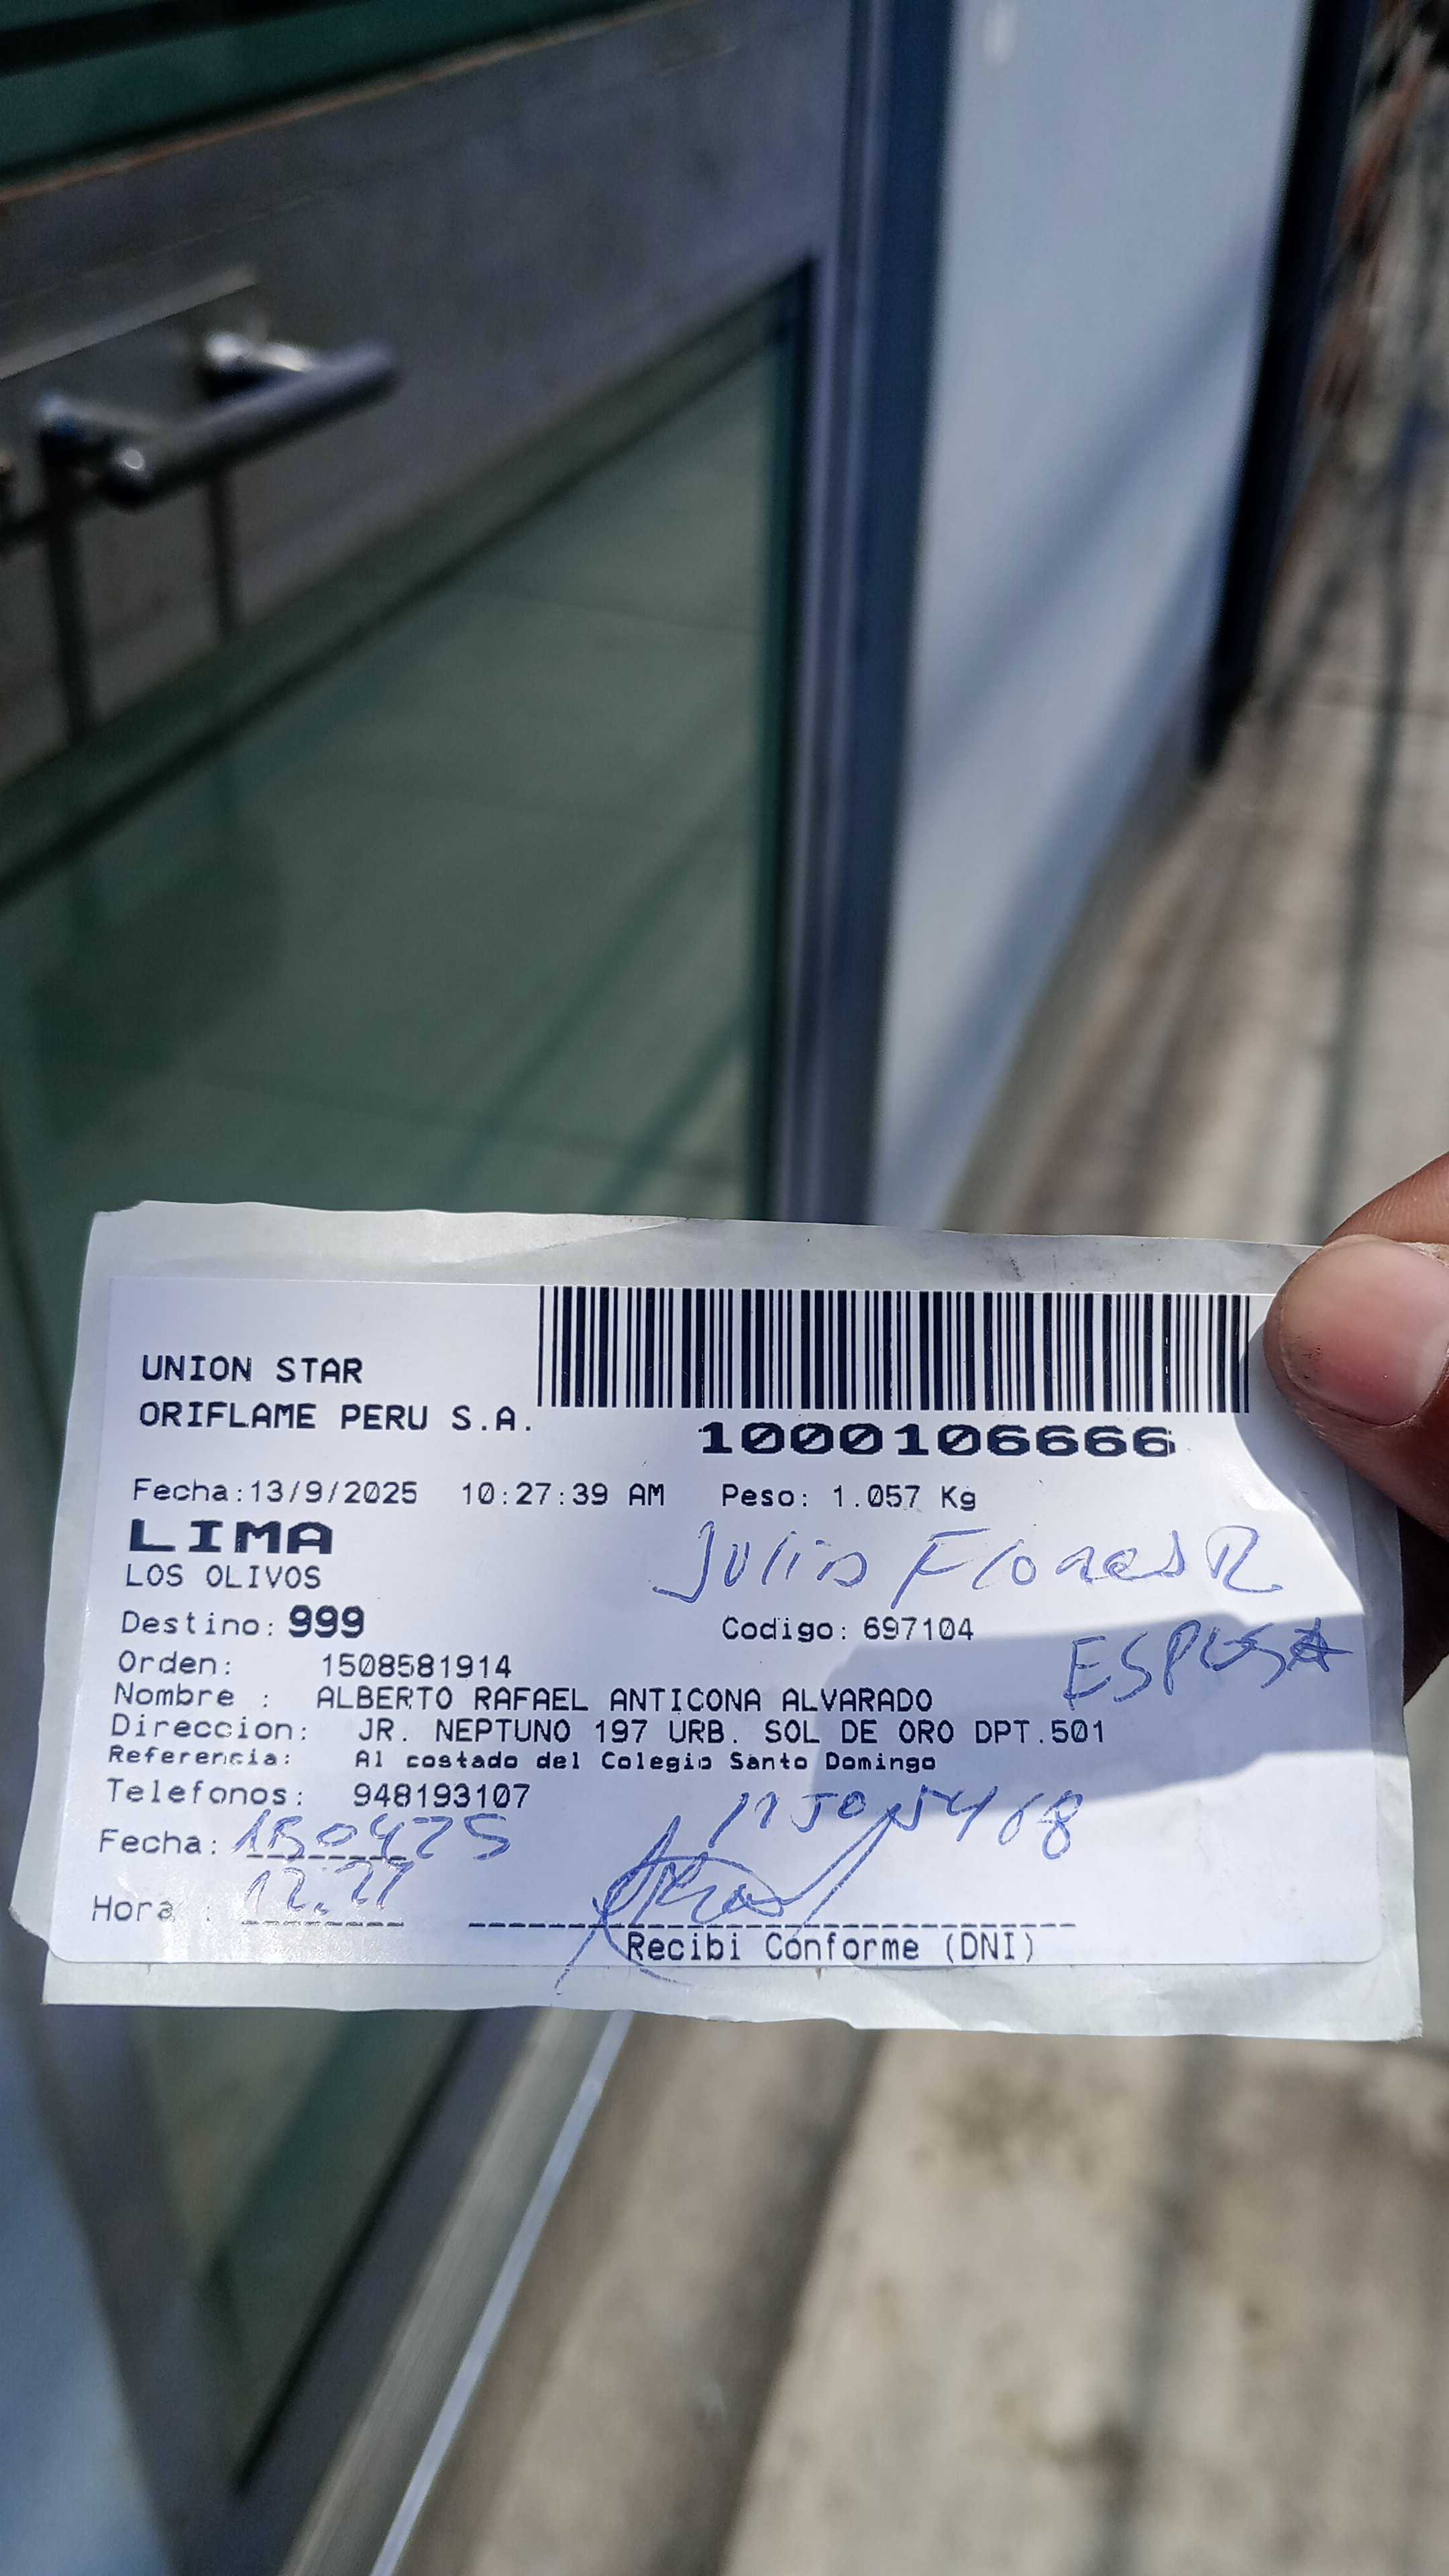 UNION STAR
ORIFLAME PERU S.A.
1000106666
Fecha:13/9/2025 10:27:39 AM Peso: 1.057 Kg
LIMA
LOS OLIVOS
Julia Flores R
Destino: 999 Codigo: 697104
ESPOSA
Orden: 1508581914
Nombre : ALBERTO RAFAEL ANTICONA ALVARADO
Direccion: JR. NEPTUNO 197 URB. SOL DE ORO DPT.501
Referencia: Al costado del Colegio Santo Domingo
Telefonos: 948193107
Fecha:
Hora : 12.27
Recibi Conforme (DNI)